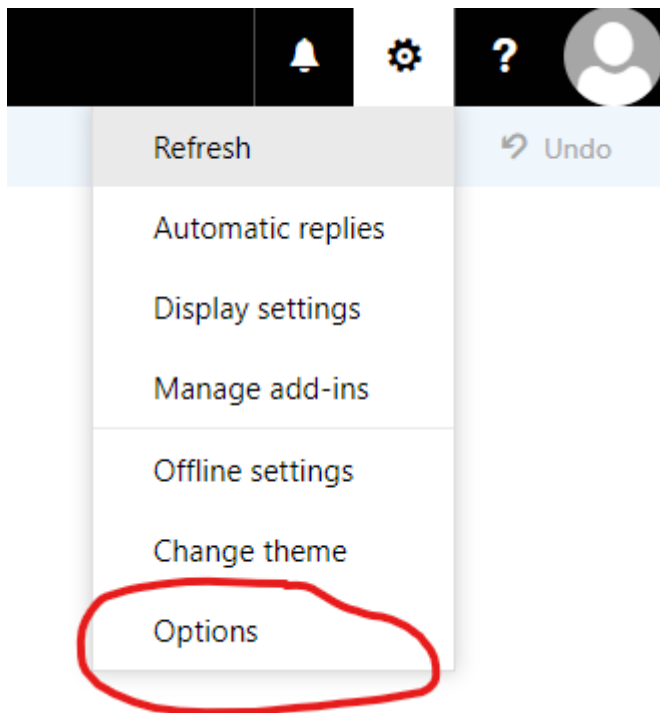 ?
Refresh
Undo
Automatic replies
Display settings
Manage add-ins
Offline settings
Change theme
Options